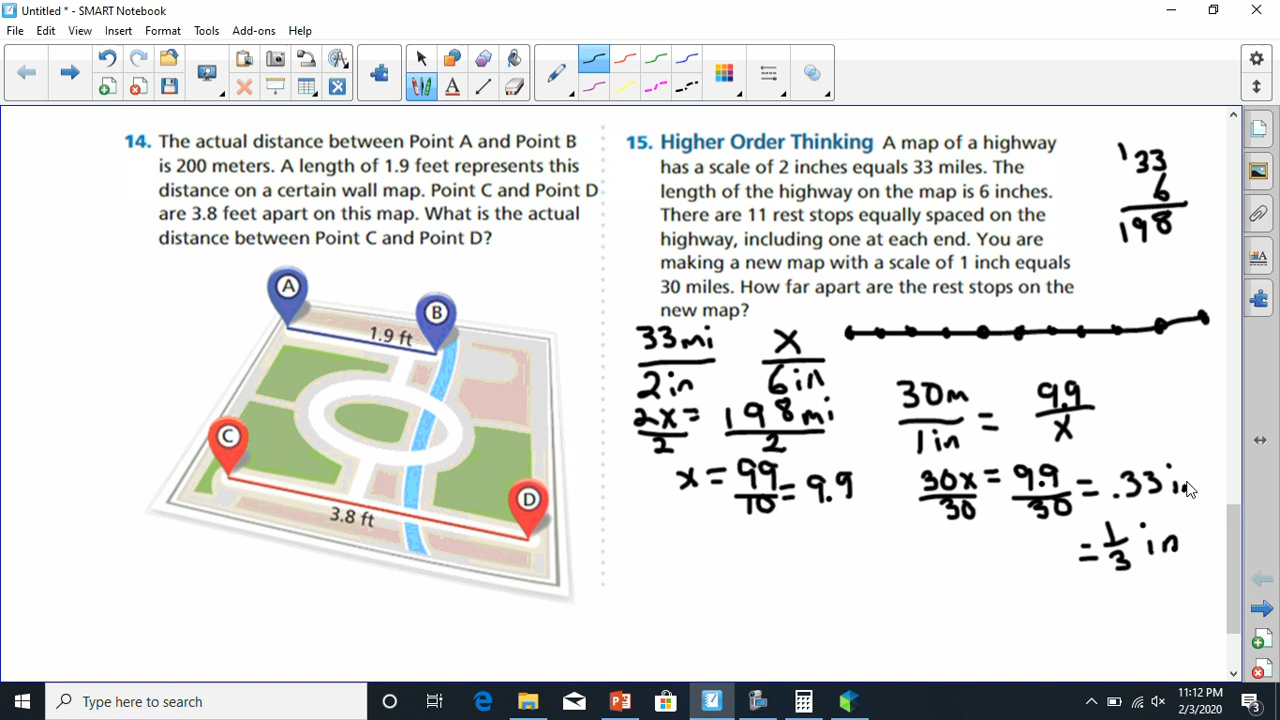 Untitled * - SMART Notebook
File Edit View Insert Format Tools Add-ons Help
14. The actual distance between Point A and Point B
is 200 meters. A length of 1.9 feet represents this
distance on a certain wall map. Point C and Point D
are 3.8 feet apart on this map. What is the actual
distance between Point C and Point D?
A
B
1.9 ft
C
D
3.8 ft
15. Higher Order Thinking A map of a highway
has a scale of 2 inches equals 33 miles. The
length of the highway on the map is 6 inches.
There are 11 rest stops equally spaced on the
highway, including one at each end. You are
making a new map with a scale of 1 inch equals
30 miles. How far apart are the rest stops on the
new map?
1
33
6
198
33mi x
2in 6in
2x = 198mi
2 2
x = 99 = 9.9
10
30m = 9.9
1in x
30x = 9.9 = .33 in
30 30
= 1/3 in
Type here to search
11:12 PM
2/3/2020
3